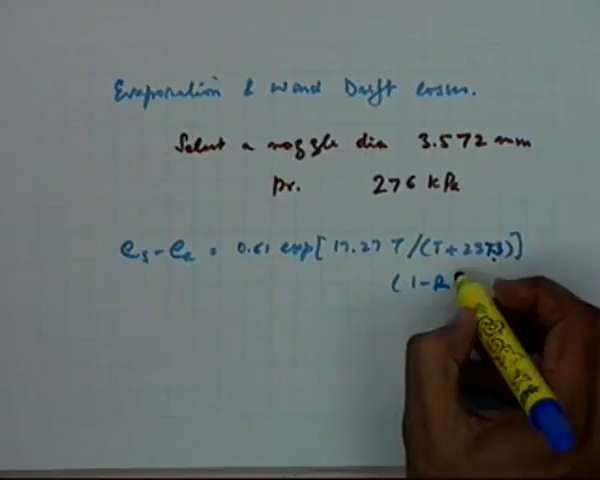 Evaporation & Wind Drift Losses.
Select a nozzle dia 3.572 mm
Pr. 276 kPa
es - ea = 0.61 exp[17.27 T/(T+237.3)]
(1-R